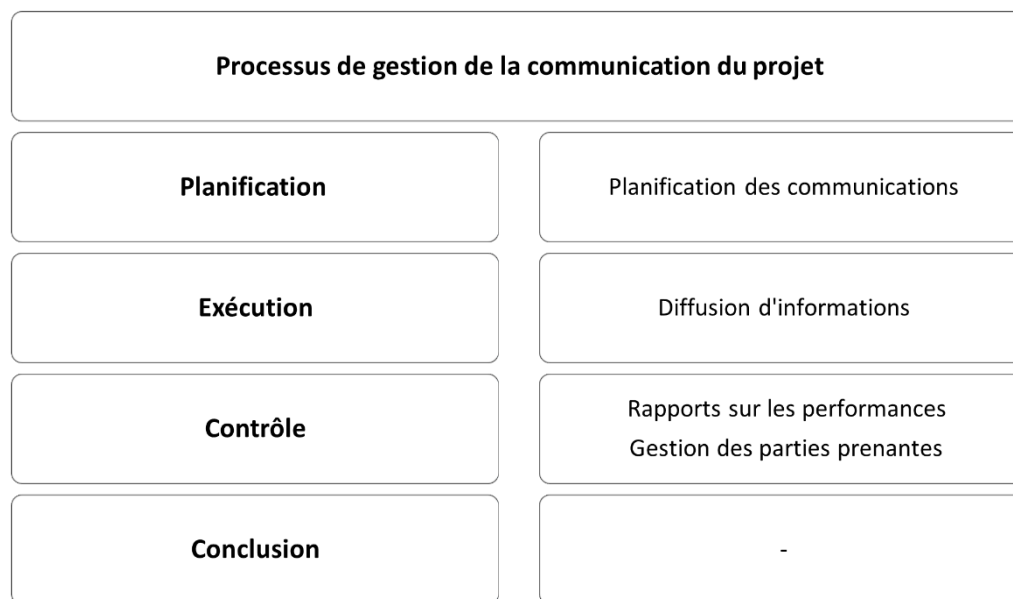 Processus de gestion de la communication du projet
Planification
Planification des communications
Exécution
Diffusion d'informations
Contrôle
Rapports sur les performances
Gestion des parties prenantes
Conclusion
-